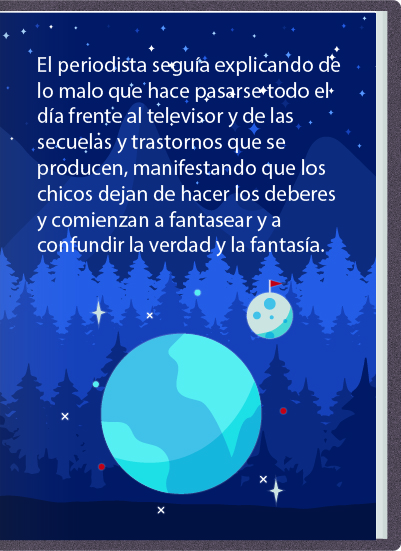 El periodista seguía explicando de
lo malo que hace pasarse todo el
día frente al televisor y de las
secuelas y trastornos que se
producen, manifestando que los
chicos dejan de hacer los deberes
y comienzan a fantasear y a
confundir la verdad y la fantasía.